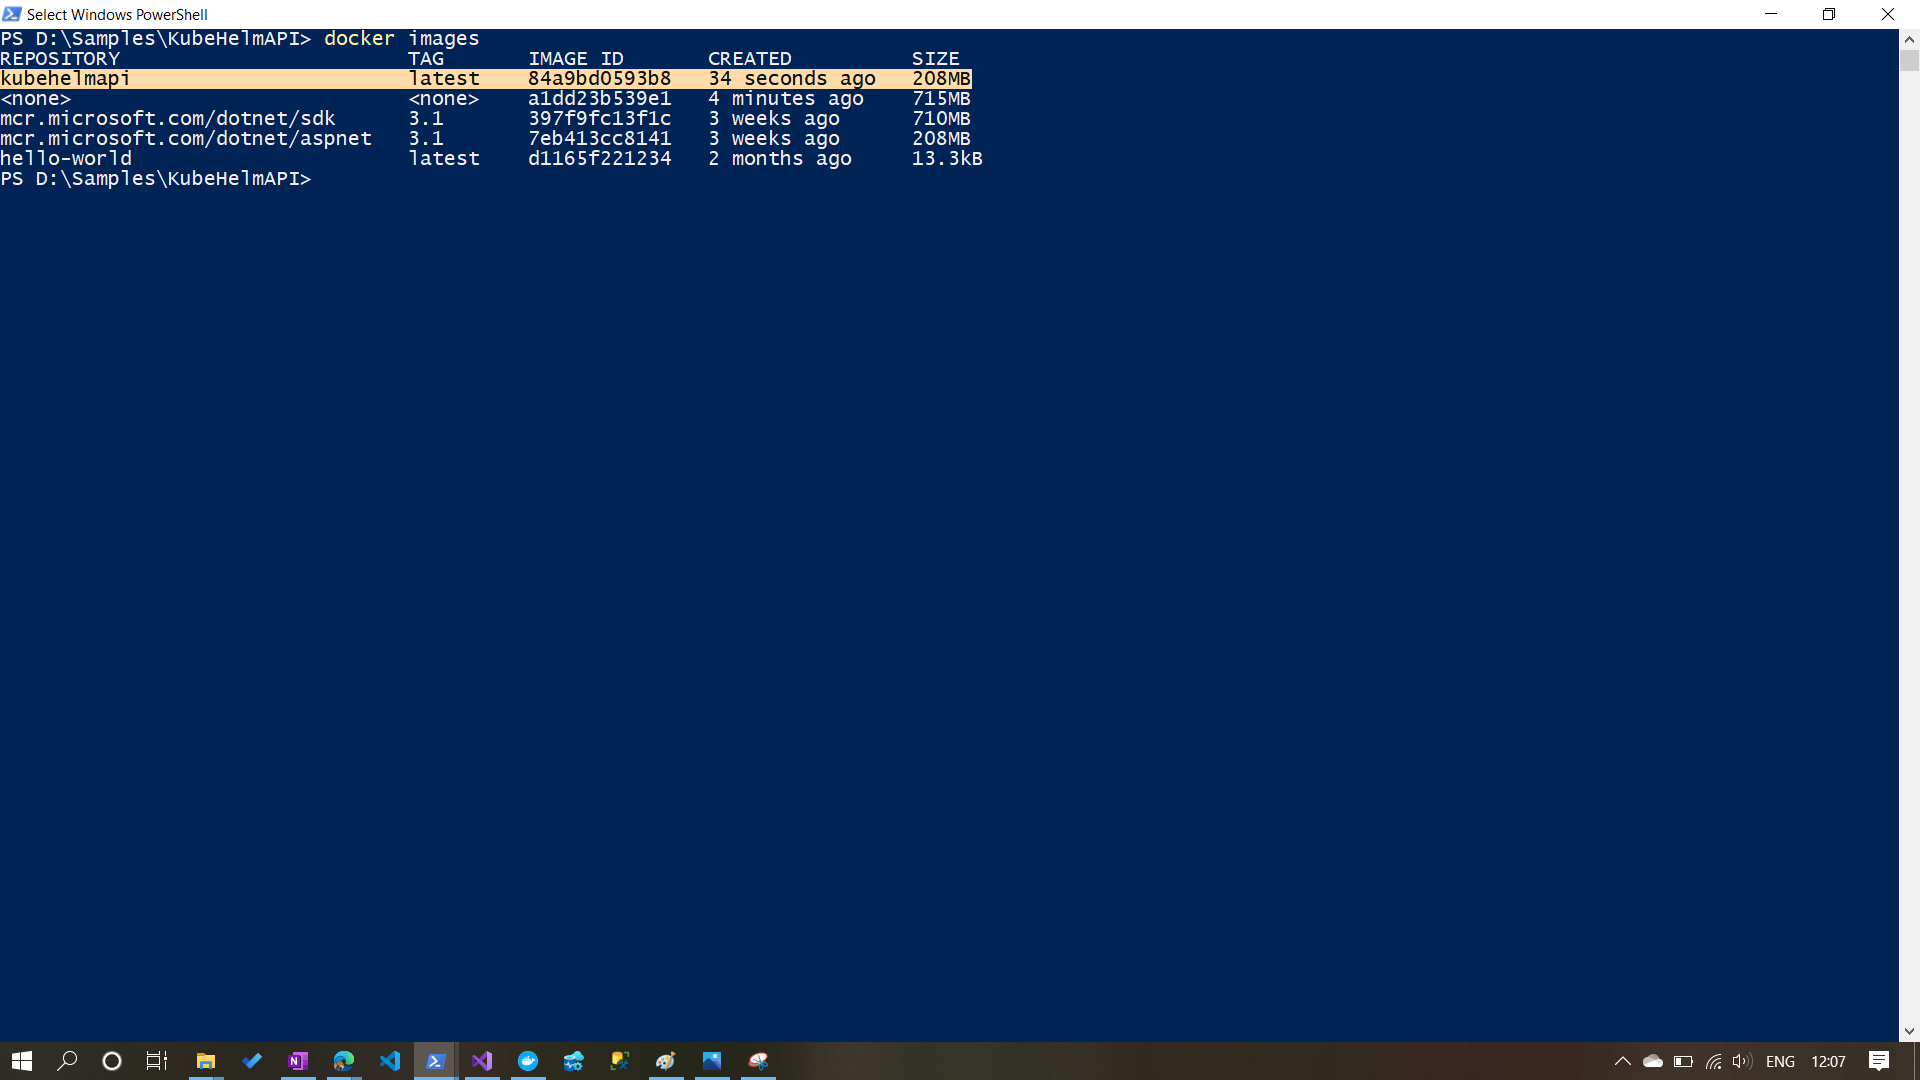 Select Windows PowerShell
PS D:\Samples\KubeHelmAPI> docker images
REPOSITORY TAG IMAGE ID CREATED SIZE
kubehelmapi latest 84a9bd0593b8 34 seconds ago 208MB
<none> <none> a1dd23b539e1 4 minutes ago 715MB
mcr.microsoft.com/dotnet/sdk 3.1 397f9fc13f1c 3 weeks ago 710MB
mcr.microsoft.com/dotnet/aspnet 3.1 7eb413cc8141 3 weeks ago 208MB
hello-world latest d1165f221234 2 months ago 13.3kB
PS D:\Samples\KubeHelmAPI>
ENG 12:07